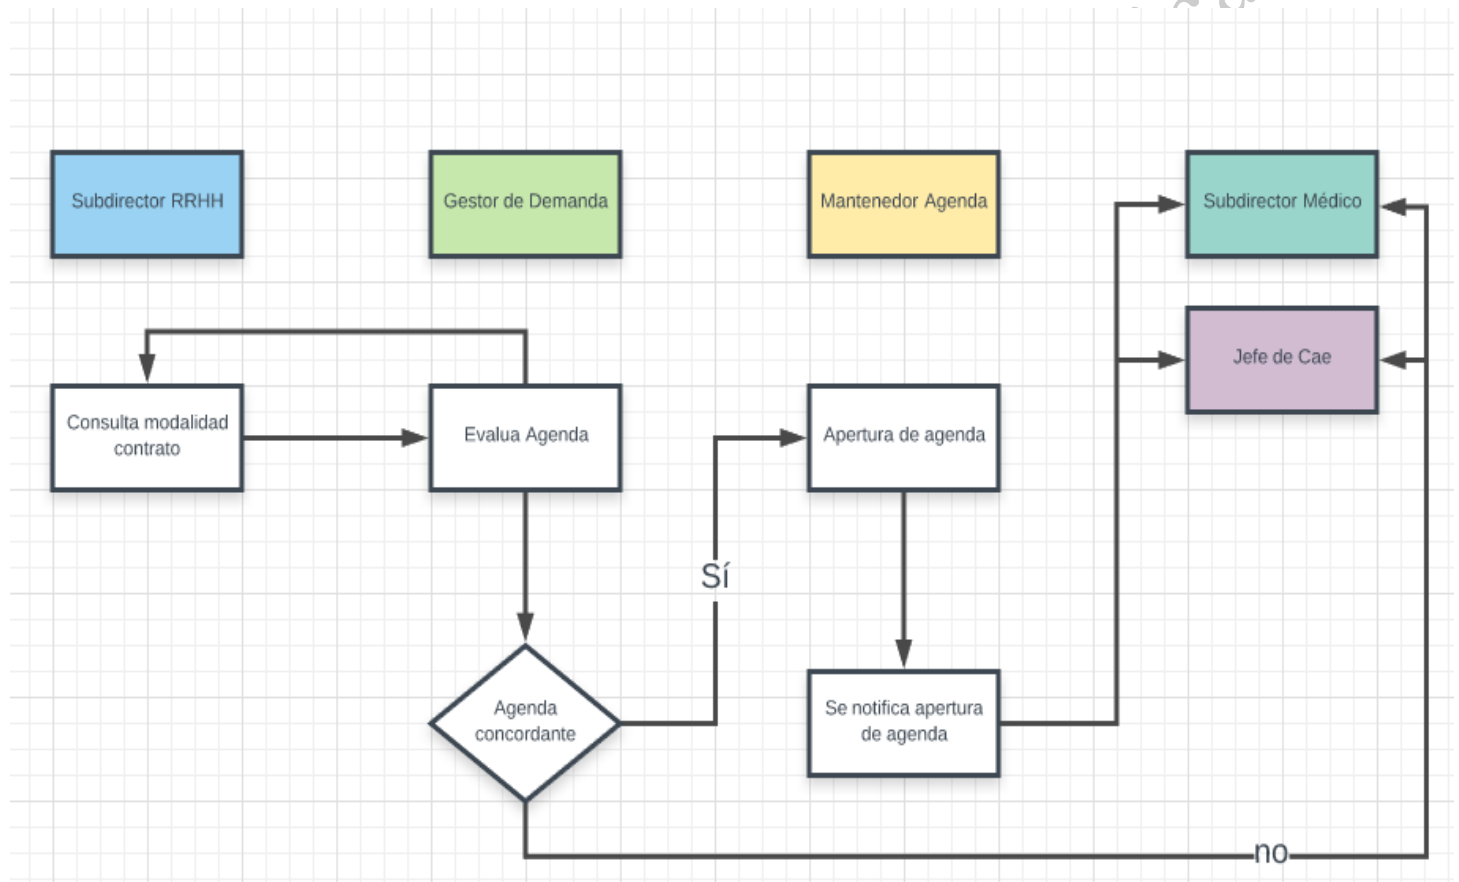 Subdirector RRHH
Gestor de Demanda
Mantenedor Agenda
Subdirector Médico
Jefe de Cae
Consulta modalidad
contrato
Evalua Agenda
Apertura de agenda
Sí
Agenda
concordante
Se notifica apertura
de agenda
no